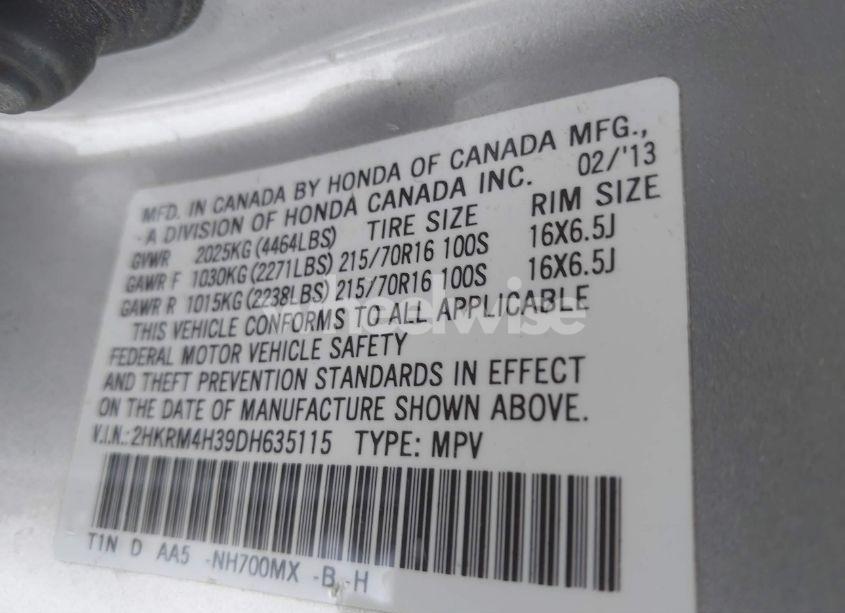 MFD. IN CANADA BY HONDA OF CANADA MFG.,
-A DIVISION OF HONDA CANADA INC. 02/'13
GVWR 2025KG (4464LBS) TIRE SIZE RIM SIZE
GAWR F 1030KG (2271LBS) 215/70R16 100S 16X6.5J
GAWR R 1015KG (2238LBS) 215/70R16 100S 16X6.5J
THIS VEHICLE CONFORMS TO ALL APPLICABLE
FEDERAL MOTOR VEHICLE SAFETY
AND THEFT PREVENTION STANDARDS IN EFFECT
ON THE DATE OF MANUFACTURE SHOWN ABOVE.
V.I.N.: 2HKRM4H39DH635115 TYPE: MPV
T1N D AA5 -NH700MX -B -H
wheelwise